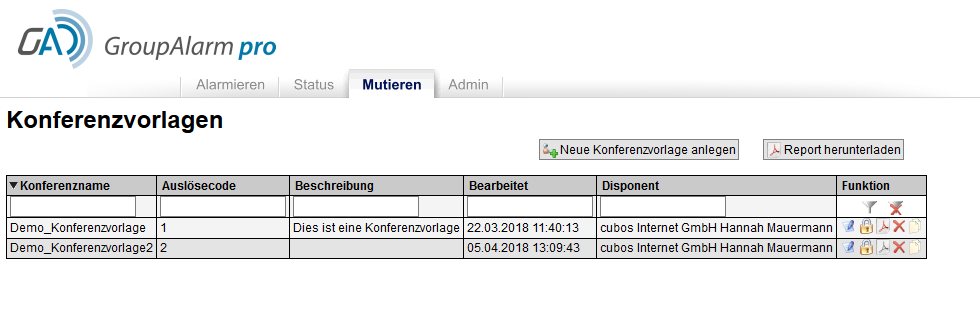 GA GroupAlarm pro
Alarmieren Status Mutieren Admin
Konferenzvorlagen
Neue Konferenzvorlage anlegen Report herunterladen
Konferenzname Auslösecode Beschreibung Bearbeitet Disponent Funktion
Demo_Konferenzvorlage 1 Dies ist eine Konferenzvorlage 22.03.2018 11:40:13 cubos Internet GmbH Hannah Mauermann
Demo_Konferenzvorlage2 2 05.04.2018 13:09:43 cubos Internet GmbH Hannah Mauermann